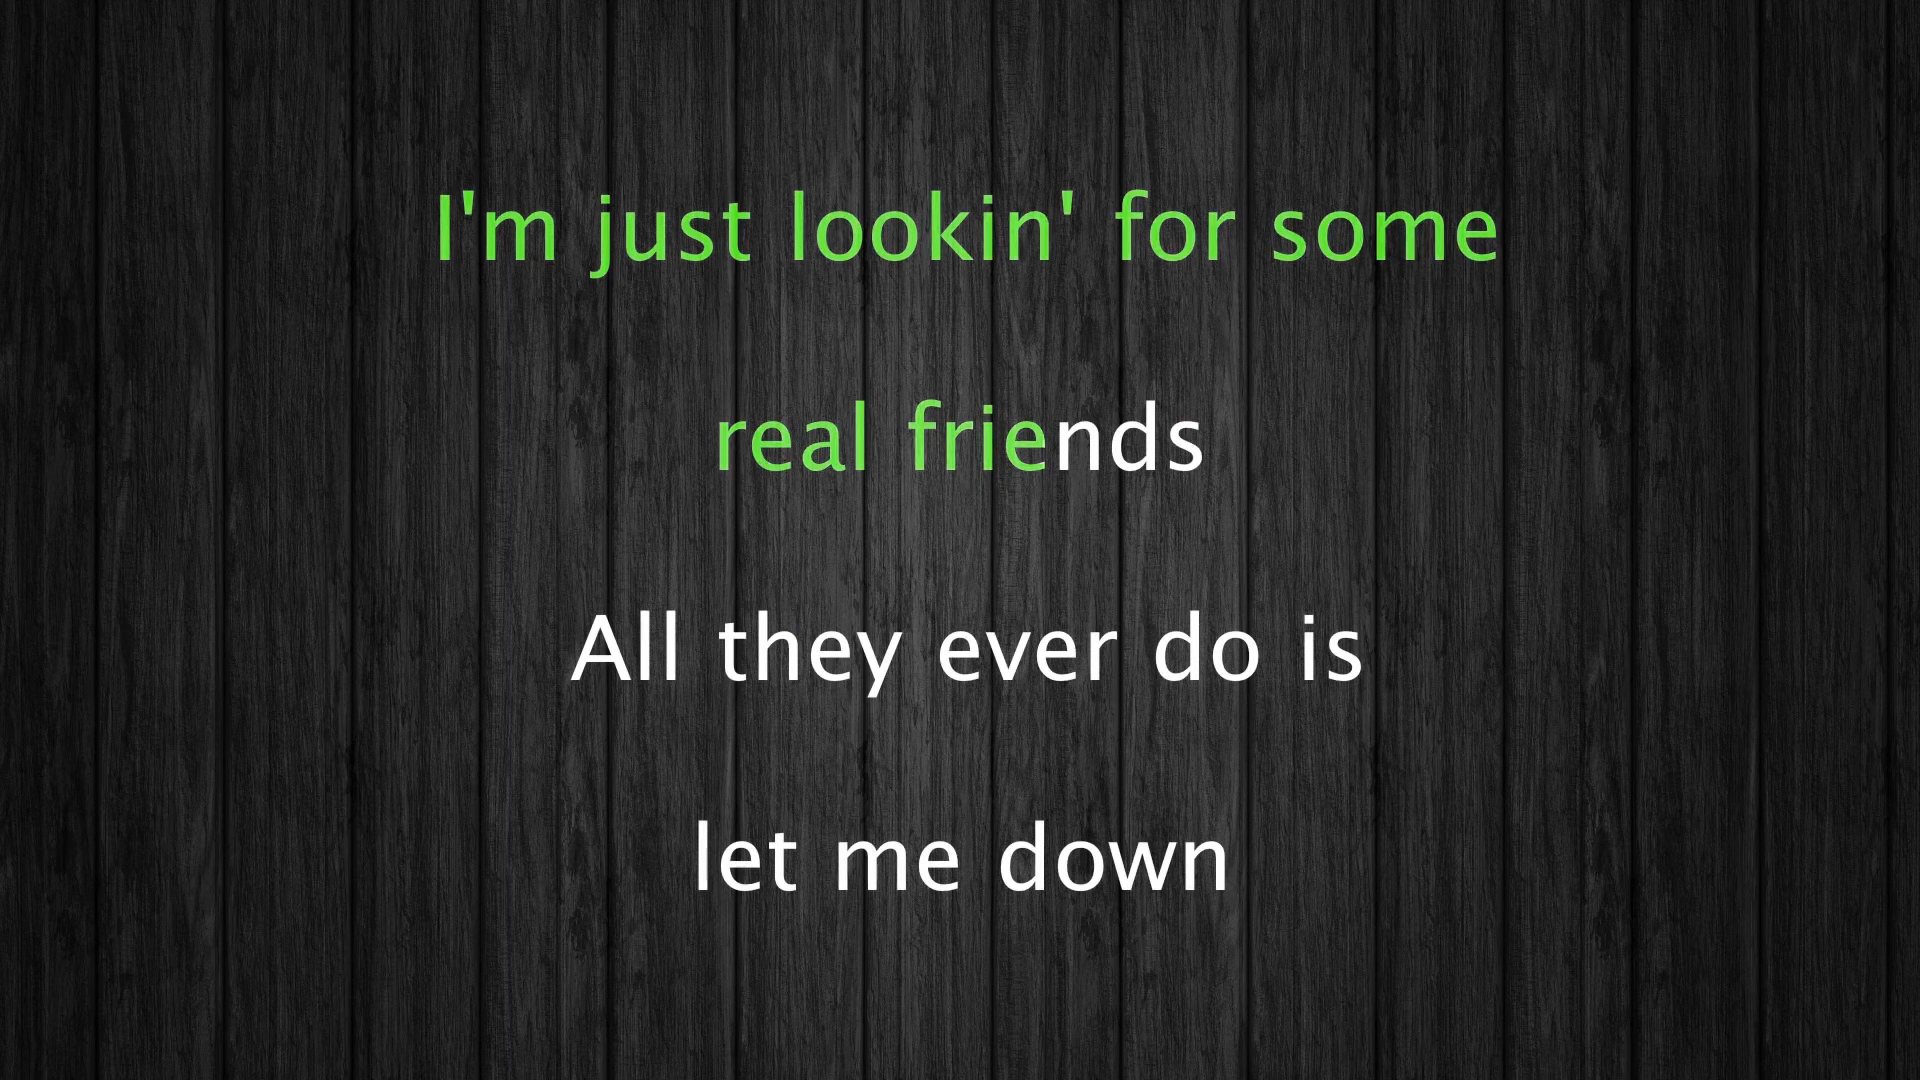 I'm just lookin' for some
real friends
All they ever do is
let me down